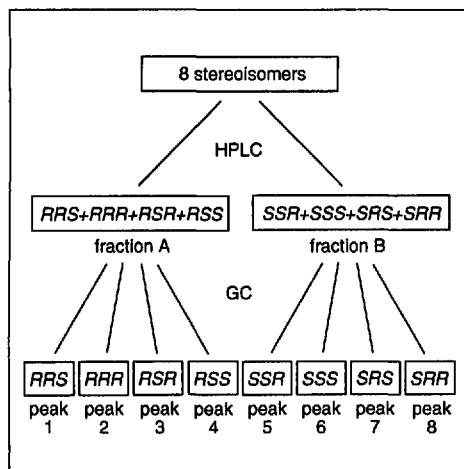 8 stereoisomers
HPLC
RRS+RRR+RSR+RSS SSR+SSS+SRS+SRR
fraction A fraction B
GC
RRS RRR RSR RSS SSR SSS SRS SRR
peak peak peak peak peak peak peak peak
1 2 3 4 5 6 7 8